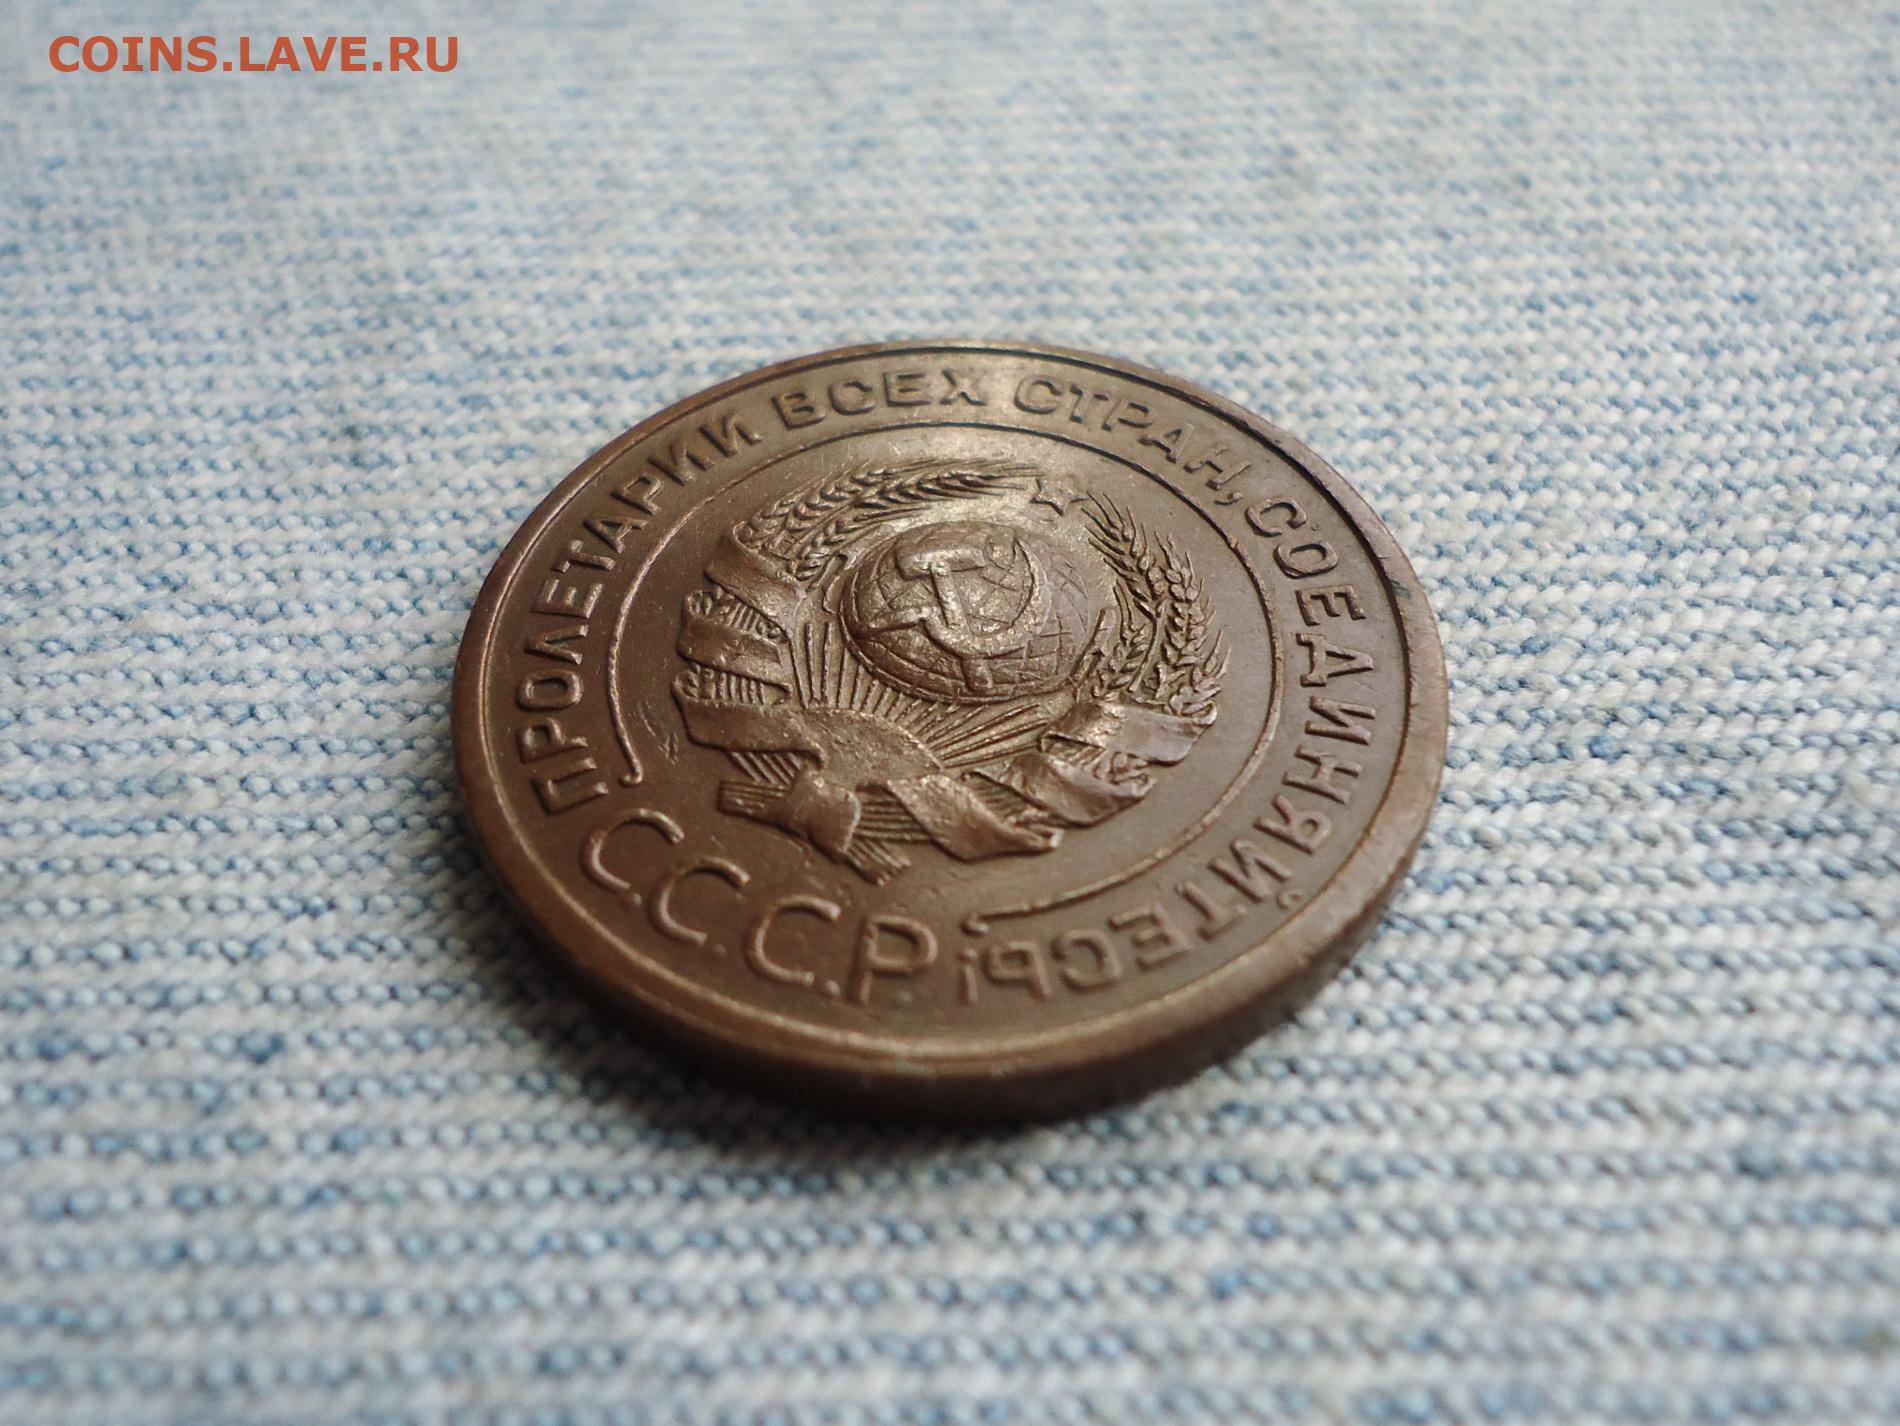 COINS.LAVE.RU
ПРОЛЕТАРИИ ВСЕХ СТРАН, СОЕДИНЯЙТЕСЬ!
С.С.С.Р.